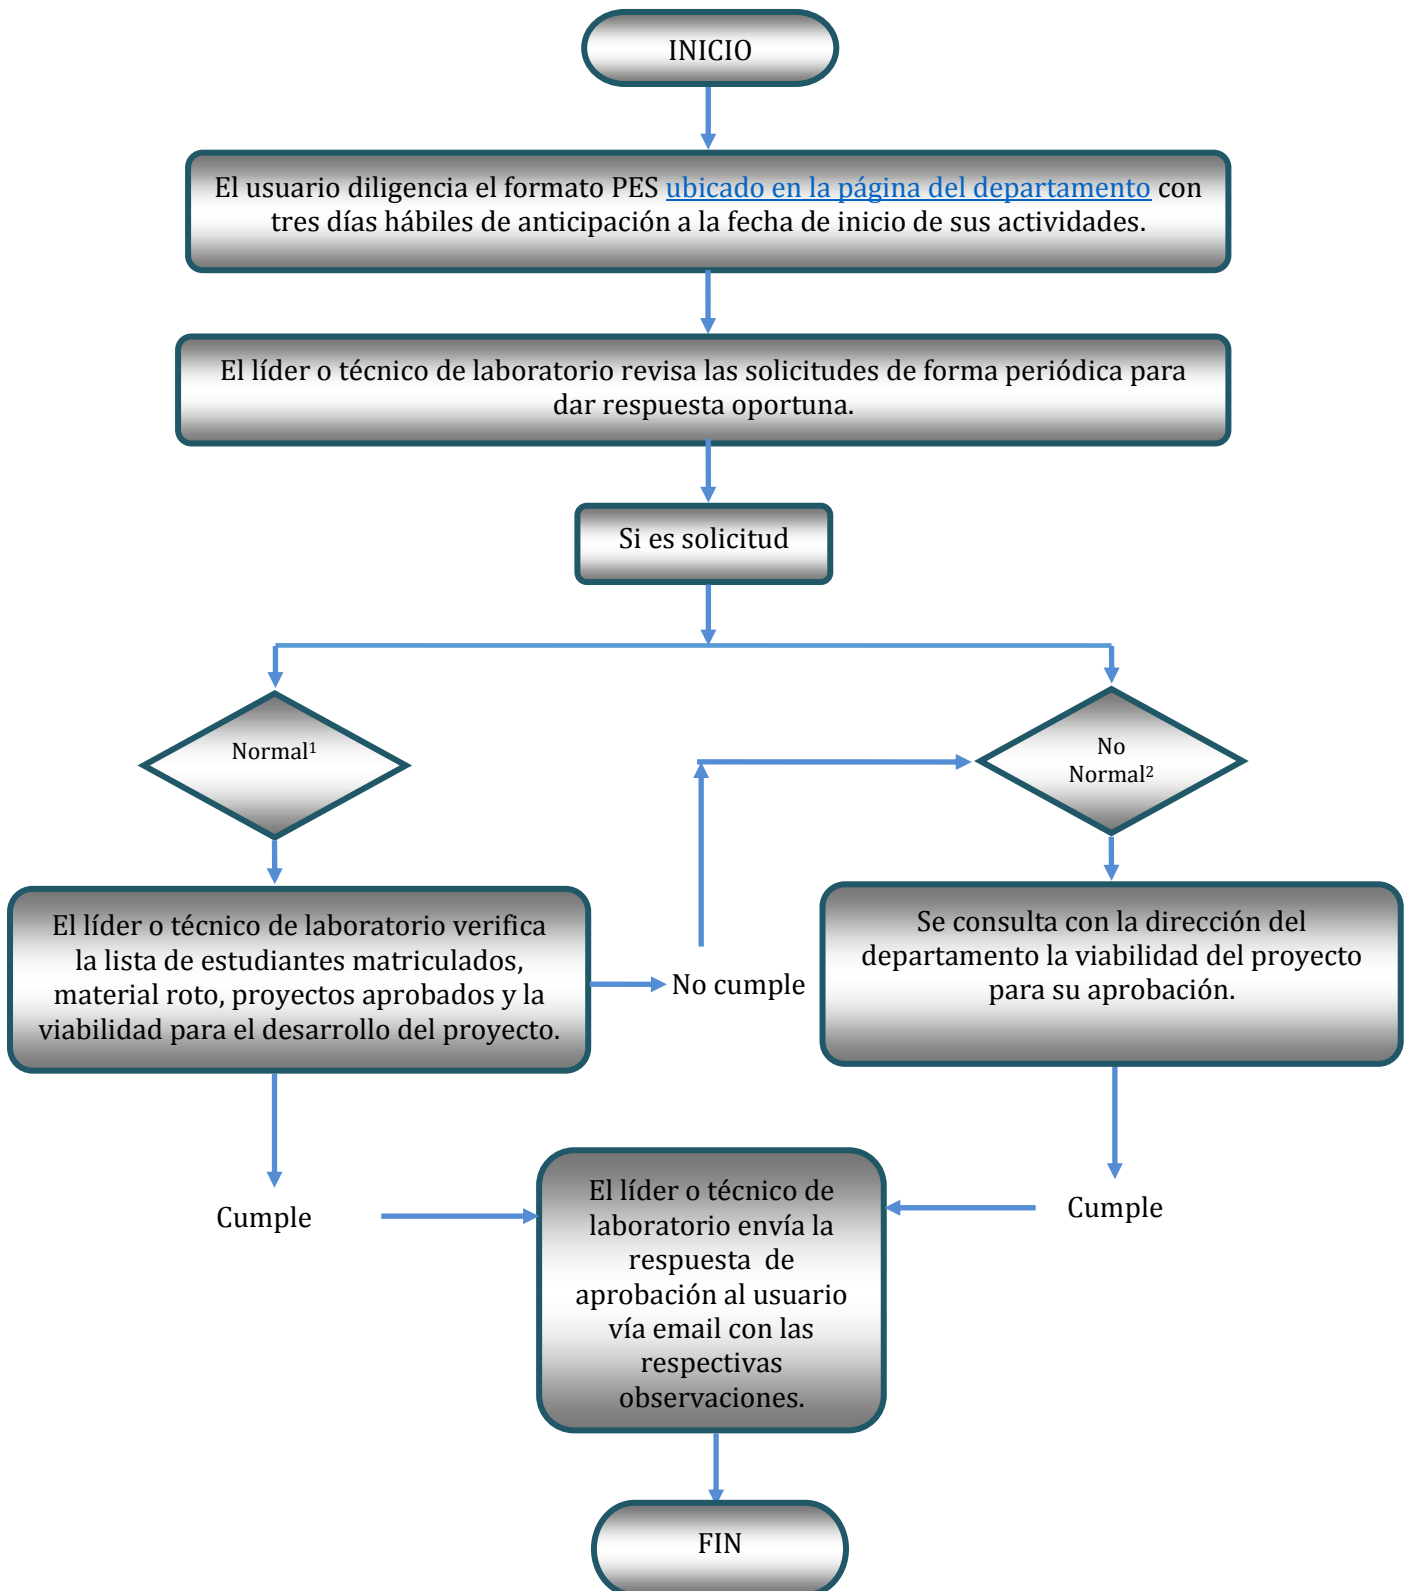 INICIO
El usuario diligencia el formato PES ubicado en la página del departamento con
tres días hábiles de anticipación a la fecha de inicio de sus actividades.
El líder o técnico de laboratorio revisa las solicitudes de forma periódica para
dar respuesta oportuna.
Si es solicitud
Normal¹
No
Normal²
El líder o técnico de laboratorio verifica
la lista de estudiantes matriculados,
material roto, proyectos aprobados y la
viabilidad para el desarrollo del proyecto.
No cumple
Se consulta con la dirección del
departamento la viabilidad del proyecto
para su aprobación.
Cumple
El líder o técnico de
laboratorio envía la
respuesta de
aprobación al usuario
vía email con las
respectivas
observaciones.
Cumple
FIN